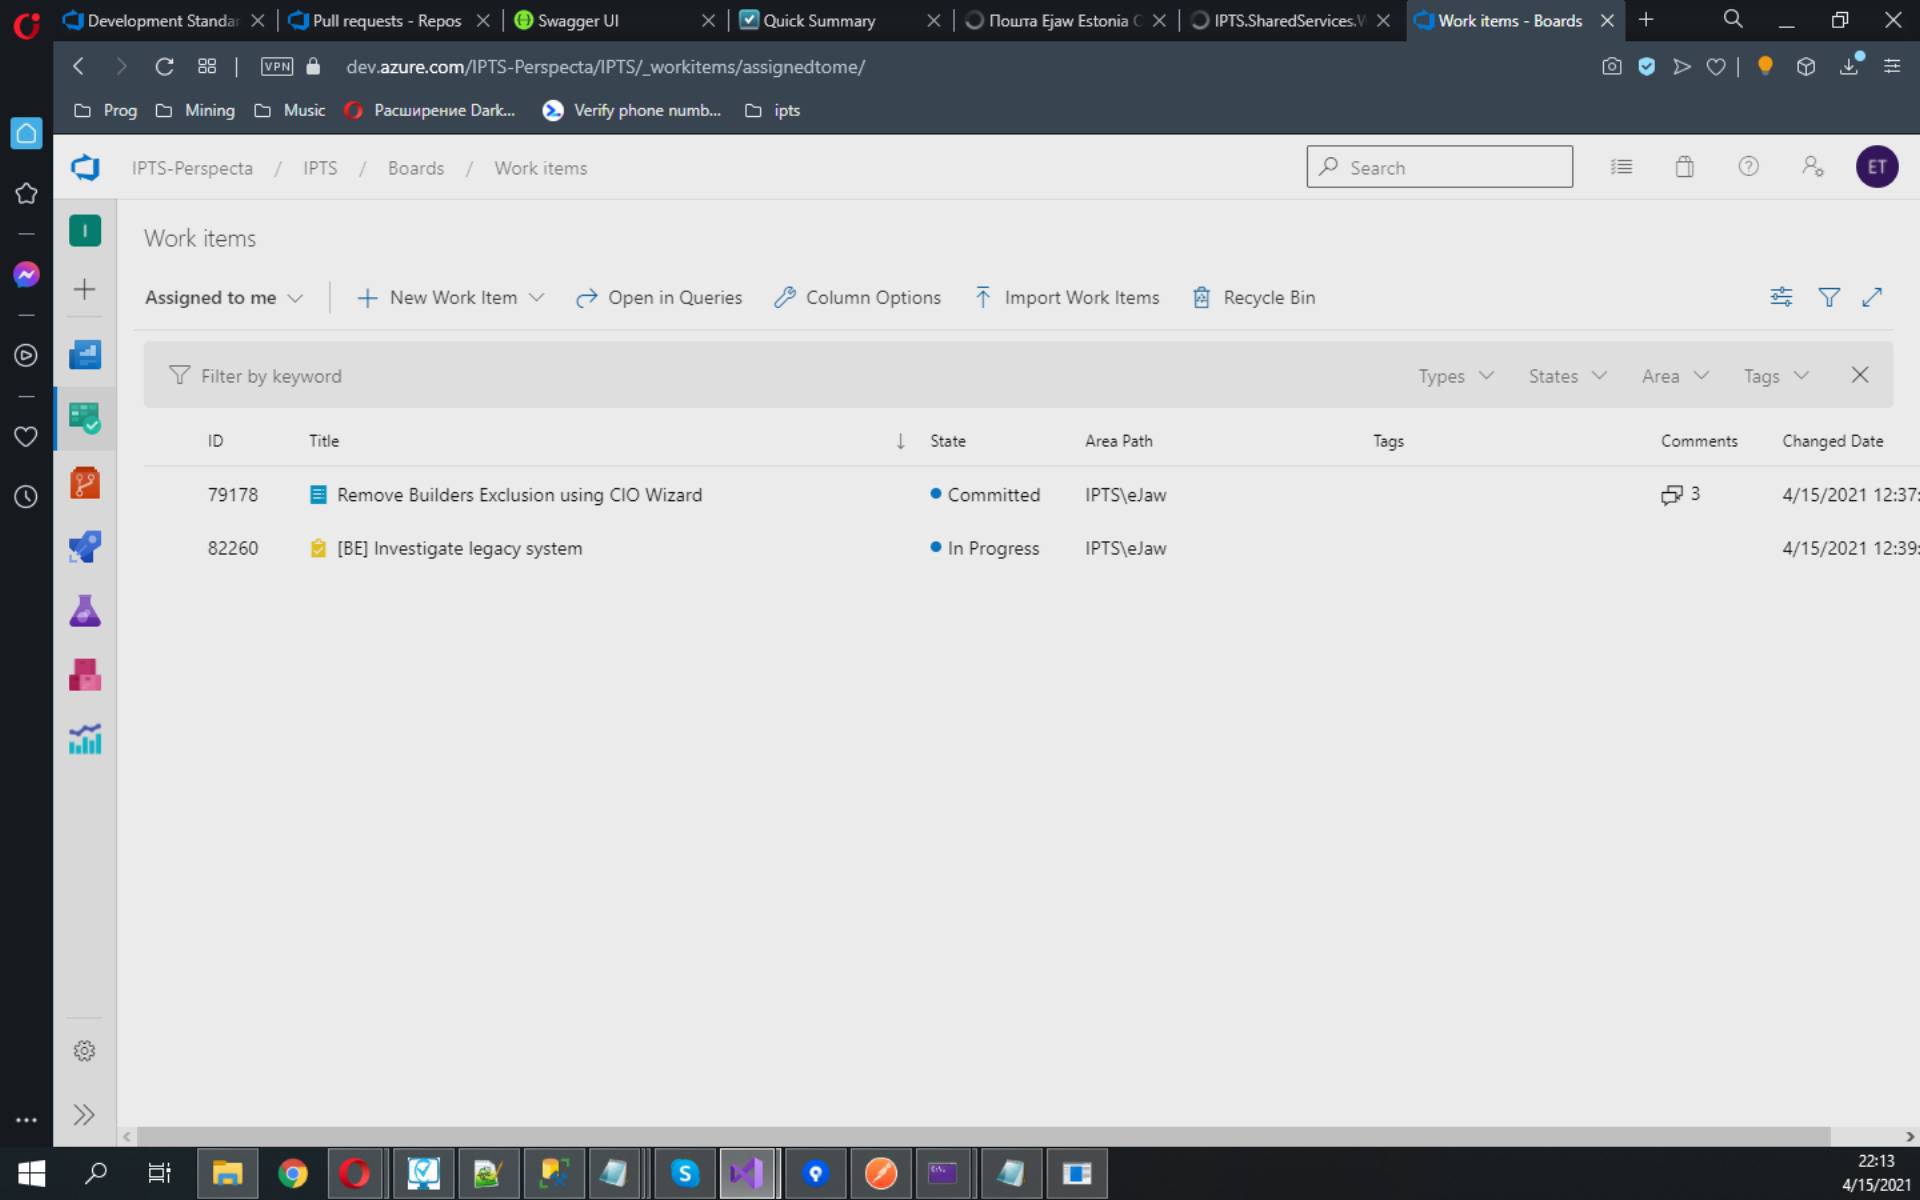 Development Standar
Pull requests - Repos
Swagger UI
Quick Summary
Пошта Ejaw Estonia
IPTS.SharedServices.
Work items - Boards
VPN
dev.azure.com/IPTS-Perspecta/IPTS/_workitems/assignedtome/
Prog
Mining
Music
Расширение Dark...
Verify phone numb...
ipts
IPTS-Perspecta / IPTS / Boards / Work items
Search
ET
I
Work items
Assigned to me
New Work Item
Open in Queries
Column Options
Import Work Items
Recycle Bin
Filter by keyword
Types
States
Area
Tags
ID Title State Area Path Tags Comments Changed Date
79178 Remove Builders Exclusion using CIO Wizard Committed IPTS\eJaw 3 4/15/2021 12:37:
82260 [BE] Investigate legacy system In Progress IPTS\eJaw 4/15/2021 12:39:
22:13
4/15/2021